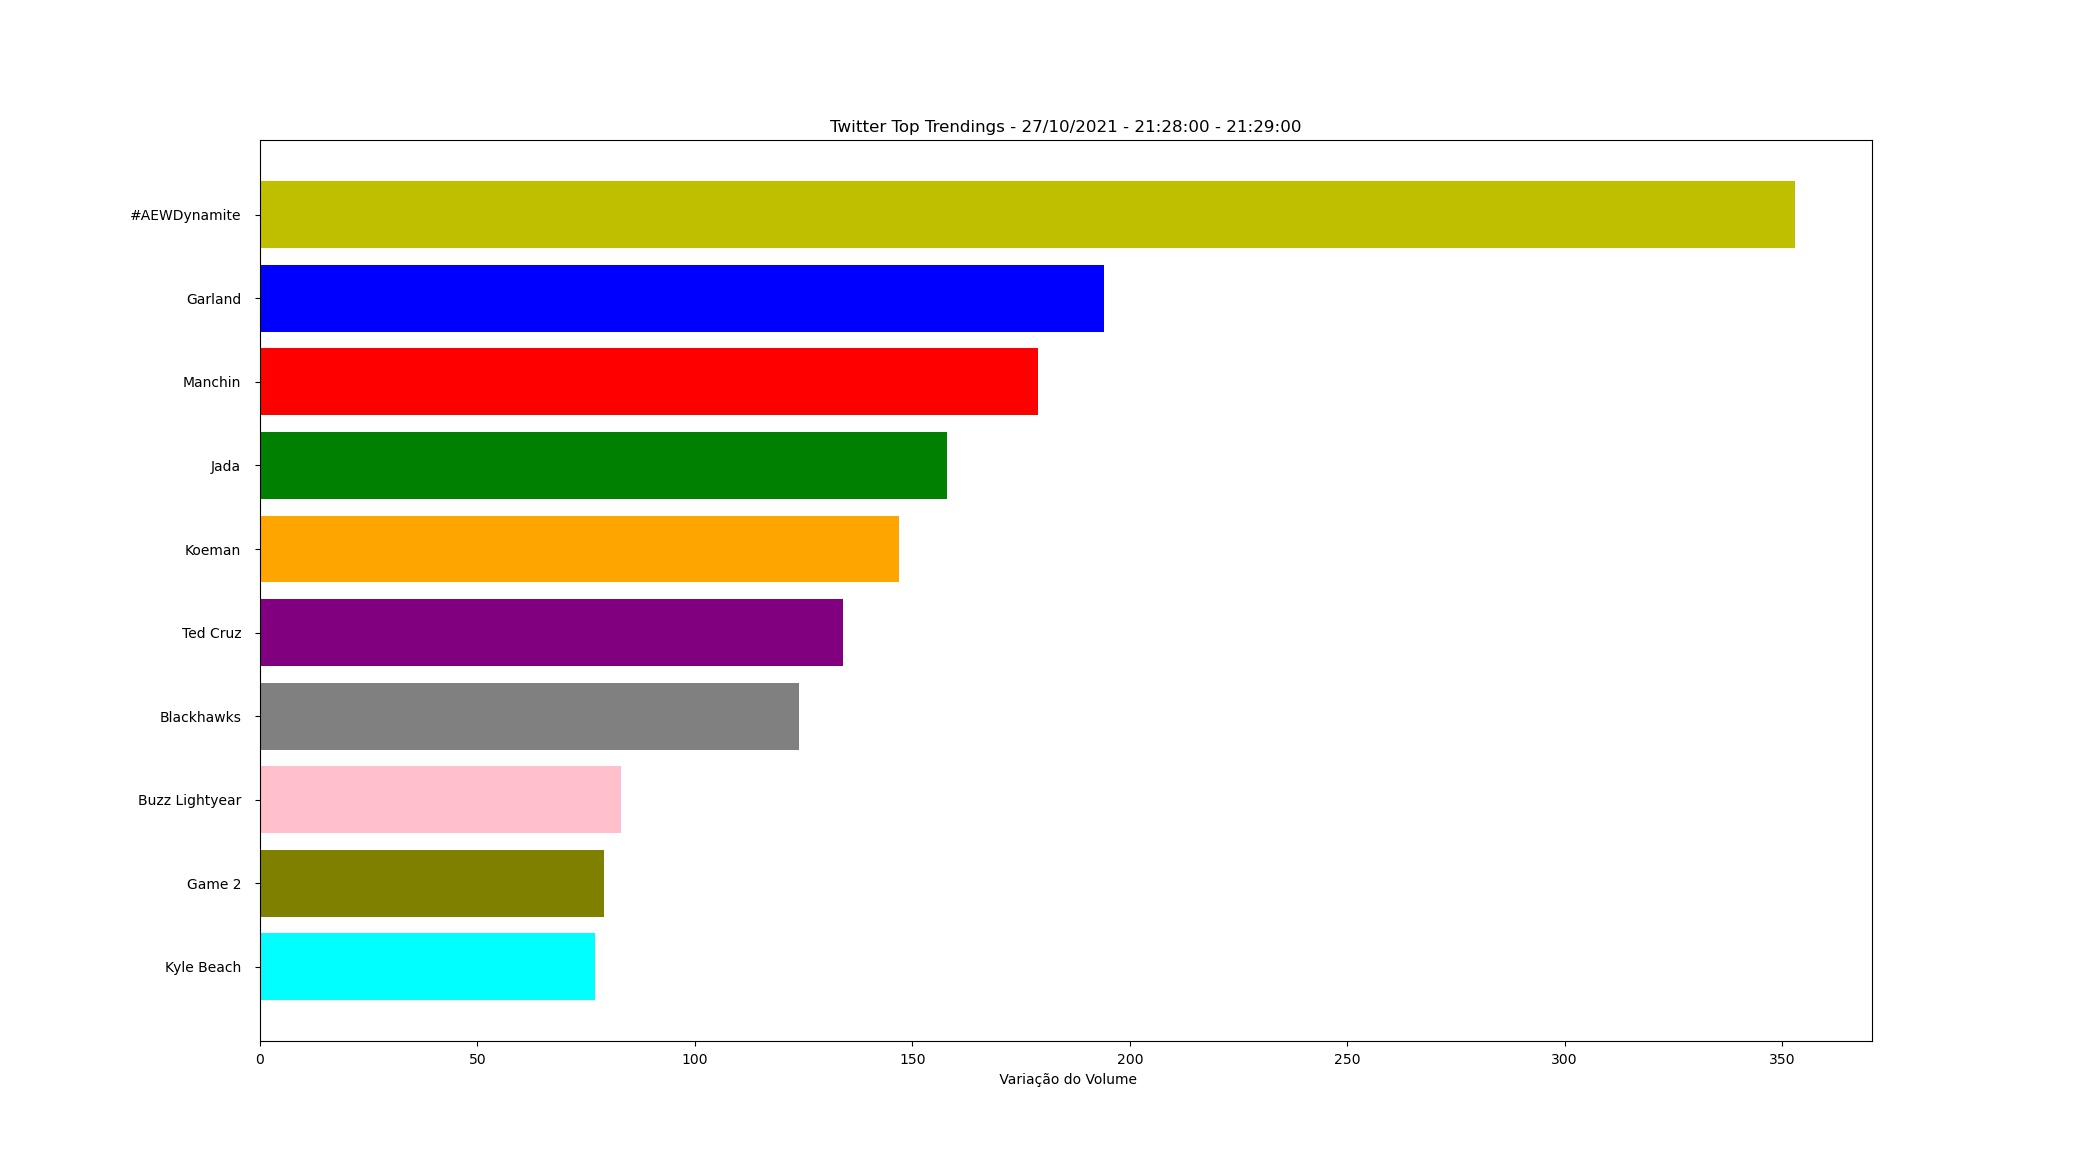 Twitter Top Trendings - 27/10/2021 - 21:28:00 - 21:29:00
#AEWDynamite
Garland
Manchin
Jada
Koeman
Ted Cruz
Blackhawks
Buzz Lightyear
Game 2
Kyle Beach
0 50 100 150 200 250 300 350
Variação do Volume